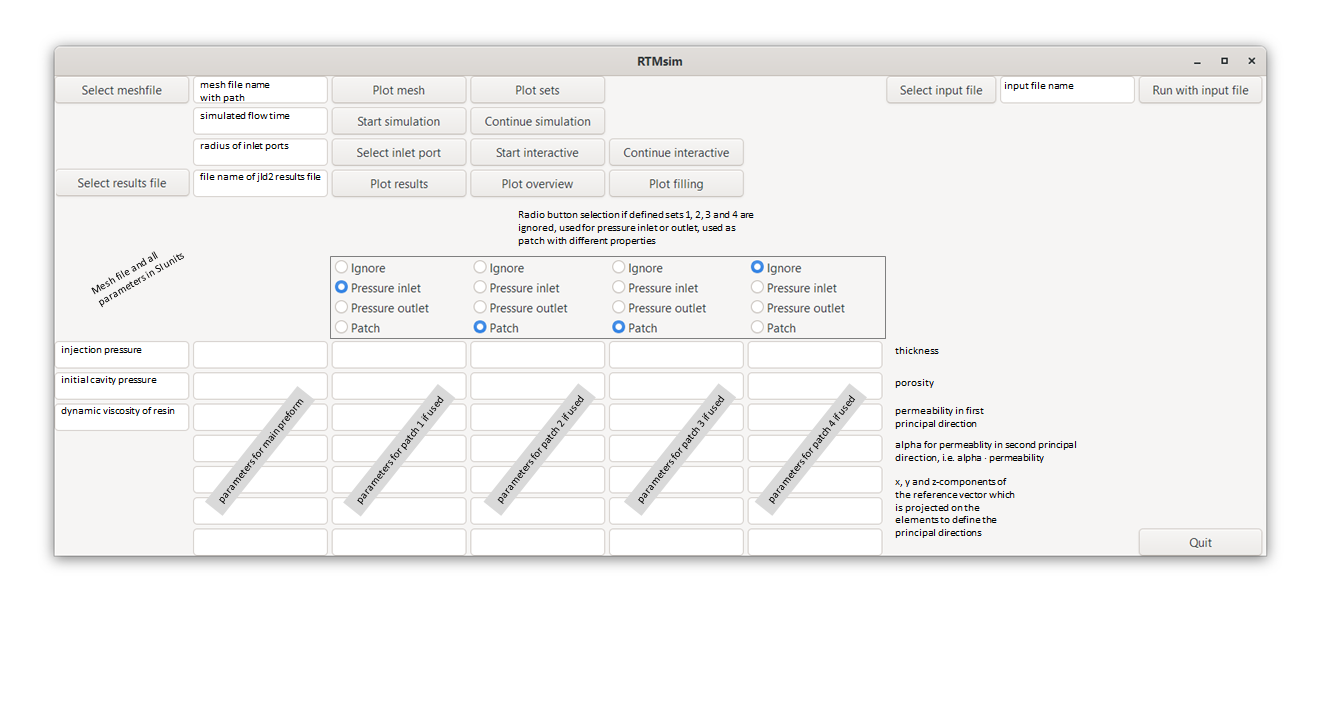 RTMsim
Select meshfile
mesh file name
with path
Plot mesh
Plot sets
Select input file
input file name
Run with input file
simulated flow time
Start simulation
Continue simulation
radius of inlet ports
Select inlet port
Start interactive
Continue interactive
Select results file
file name of jld2 results file
Plot results
Plot overview
Plot filling
Radio button selection if defined sets 1, 2, 3 and 4 are
ignored, used for pressure inlet or outlet, used as
patch with different properties
Mesh file and all
parameters in SI units
Ignore
Pressure inlet
Pressure outlet
Patch
Ignore
Pressure inlet
Pressure outlet
Patch
Ignore
Pressure inlet
Pressure outlet
Patch
Ignore
Pressure inlet
Pressure outlet
Patch
injection pressure
initial cavity pressure
dynamic viscosity of resin
parameters for main preform
parameters for patch 1 if used
parameters for patch 2 if used
parameters for patch 3 if used
parameters for patch 4 if used
thickness
porosity
permeability in first
principal direction
alpha for permeablity in second principal
direction, i.e. alpha · permeability
x, y and z-components of
the reference vector which
is projected on the
elements to define the
principal directions
Quit